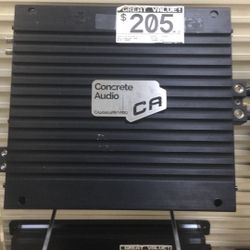 GREAT VALUE!
$205
Concrete
Audio
CA
GREAT VALUE!